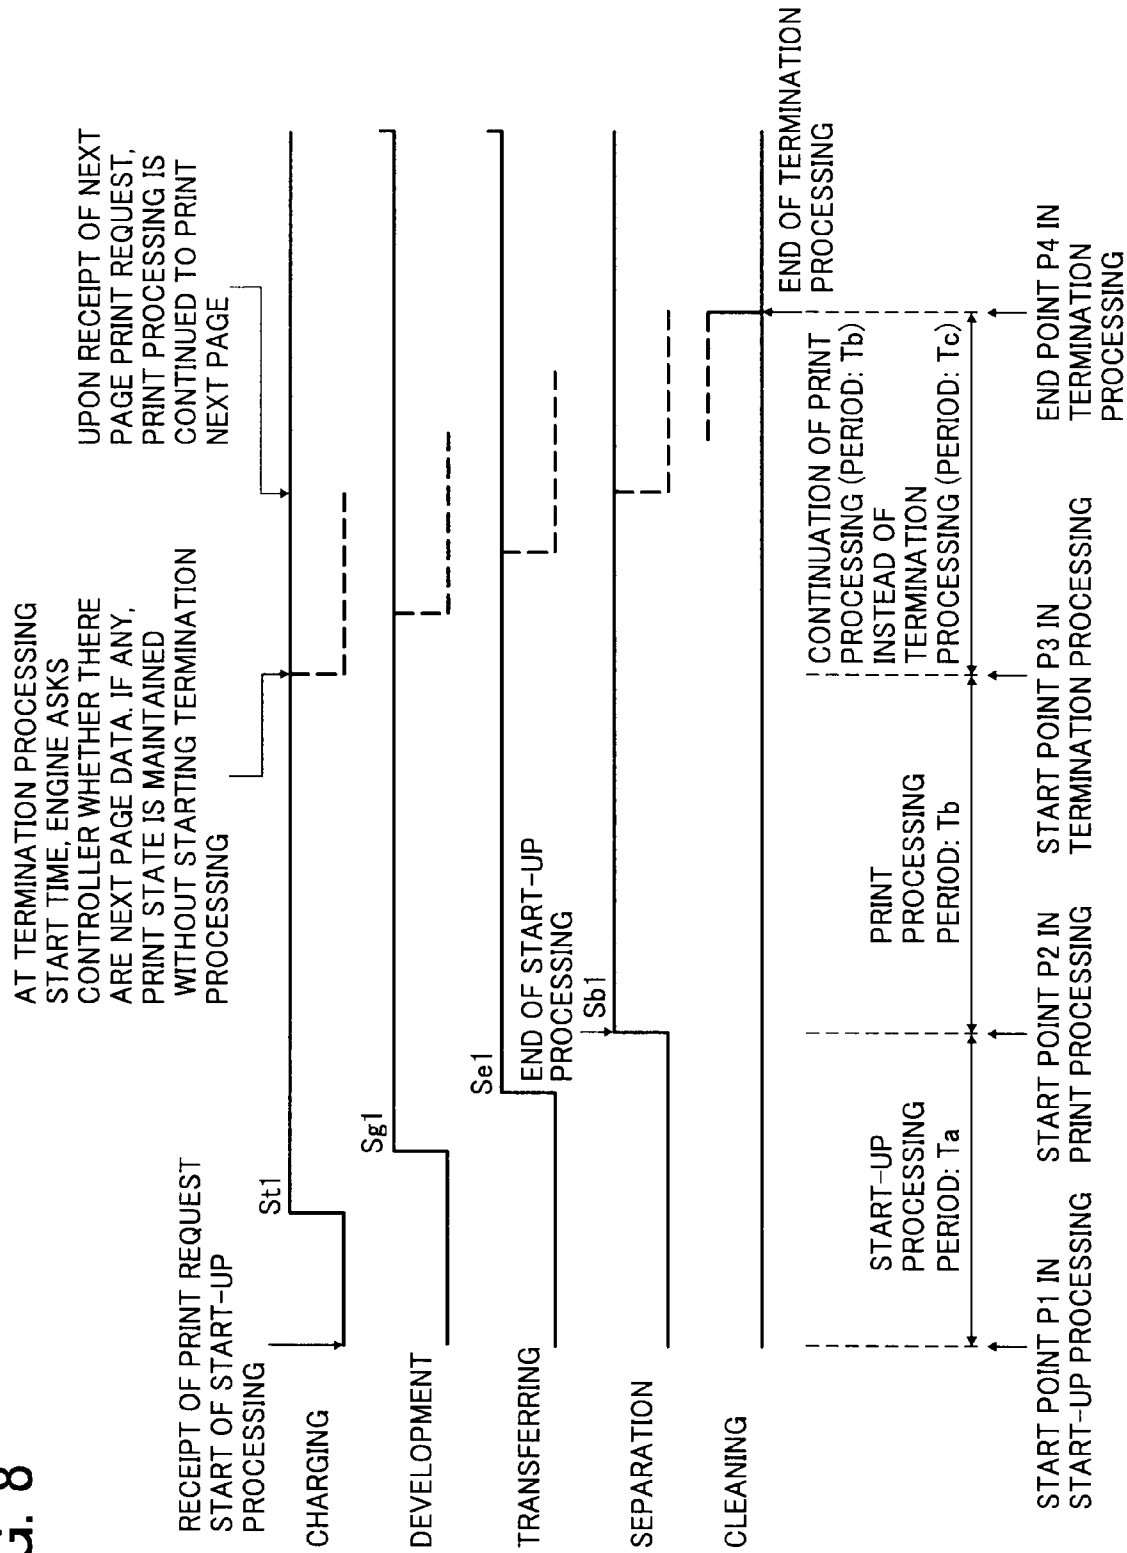 G. 8
AT TERMINATION PROCESSING
START TIME, ENGINE ASKS
CONTROLLER WHETHER THERE
ARE NEXT PAGE DATA. IF ANY,
PRINT STATE IS MAINTAINED
WITHOUT STARTING TERMINATION
PROCESSING
UPON RECEIPT OF NEXT
PAGE PRINT REQUEST,
PRINT PROCESSING IS
CONTINUED TO PRINT
NEXT PAGE
RECEIPT OF PRINT REQUEST
START OF START-UP
PROCESSING
CHARGING
St1
DEVELOPMENT
Sg1
TRANSFERRING
Se1
END OF START-UP
PROCESSING
SEPARATION
Sb1
CLEANING
END OF TERMINATION
PROCESSING
START-UP
PROCESSING
PERIOD: Ta
PRINT
PROCESSING
PERIOD: Tb
CONTINUATION OF PRINT
PROCESSING (PERIOD: Tb)
INSTEAD OF
TERMINATION
PROCESSING (PERIOD: Tc)
START POINT P1 IN
START-UP PROCESSING
START POINT P2 IN
PRINT PROCESSING
START POINT P3 IN
TERMINATION PROCESSING
END POINT P4 IN
TERMINATION
PROCESSING